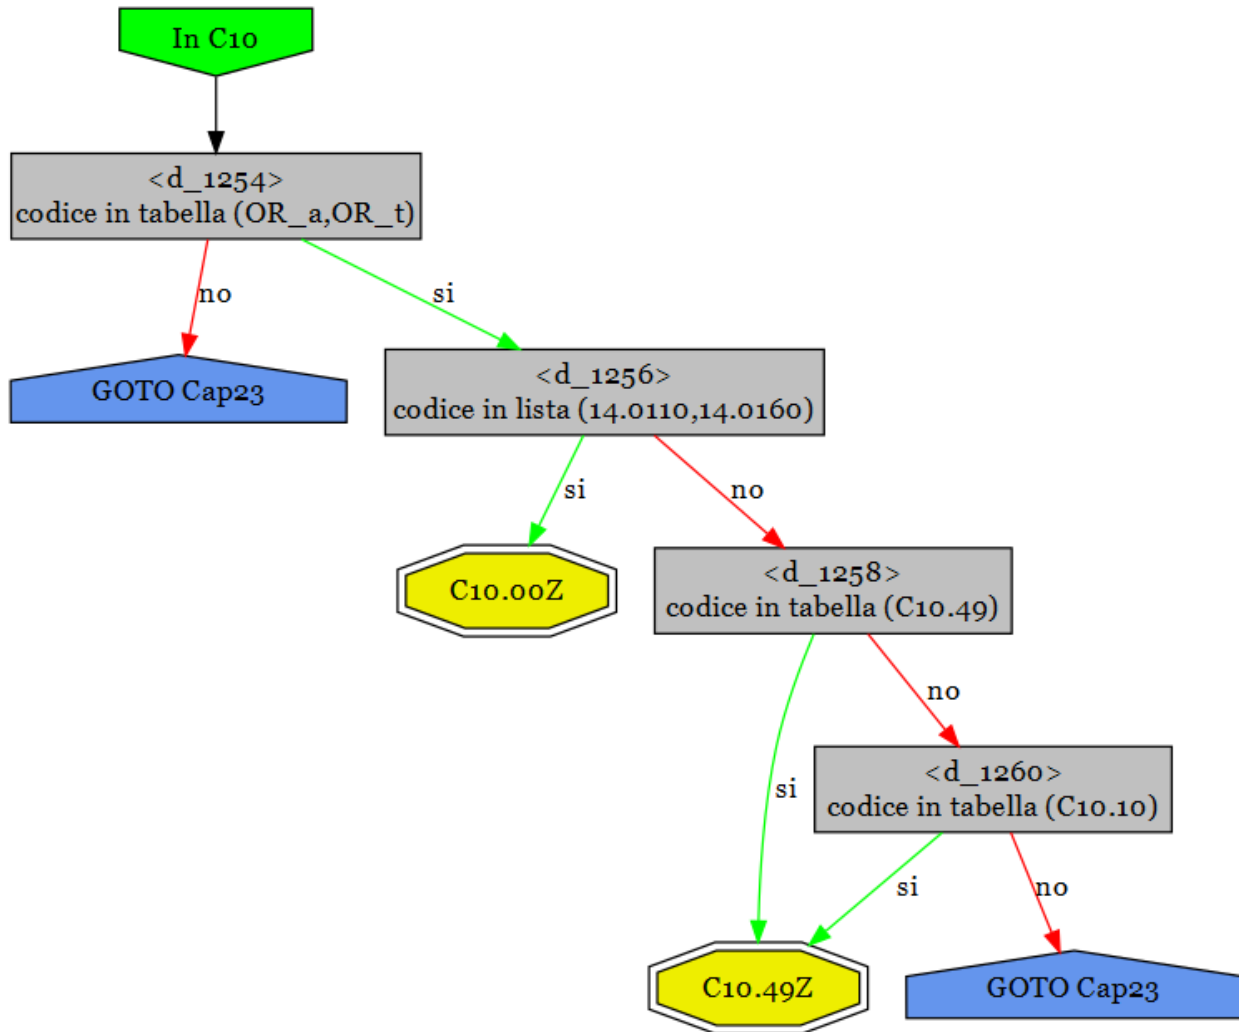 In C10
<d_1254>
codice in tabella (OR_a,OR_t)
no
si
GOTO Cap23
<d_1256>
codice in lista (14.0110,14.0160)
si
no
C10.00Z
<d_1258>
codice in tabella (C10.49)
no
si
<d_1260>
codice in tabella (C10.10)
si
no
C10.49Z
GOTO Cap23